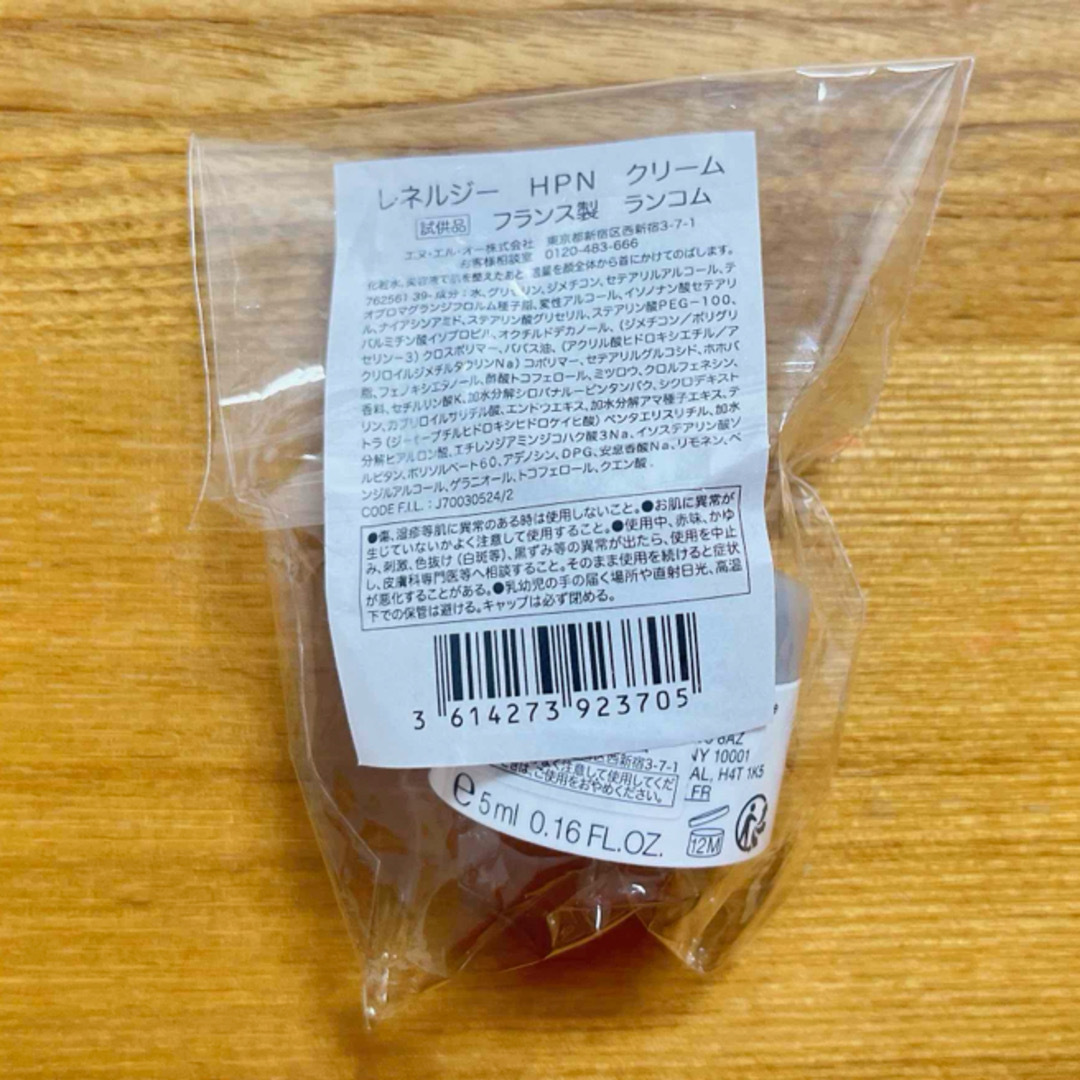 レネルジー HPN クリーム
試供品 フランス製 ランコム
エヌ・エル・オー株式会社 東京都新宿区西新宿3-7-1
お客様相談室 0120-483-666
化粧水、美容液で肌を整えたあと、適量を顔全体から首にかけてのばします。
762561 39- 成分：水、グリセリン、ジメチコン、セテアリルアルコール、テ
オブロマグランジフロルム種子脂、変性アルコール、イソノナン酸セテアリ
ル、ナイアシンアミド、ステアリン酸グリセリル、ステアリン酸PEG-100、
パルミチン酸イソプロピル、オクチルドデカノール、（ジメチコン／ポリグリ
セリン-3）クロスポリマー、ババス油、（アクリル酸ヒドロキシエチル／ア
クリロイルジメチルタウリンNa）コポリマー、セテアリルグルコシド、ホホバ
脂、フェノキシエタノール、酢酸トコフェロール、ミツロウ、クロルフェネシン、
香料、セチルリン酸K、加水分解シロバナルーピンタンパク、シクロデキスト
リン、カプロイルサリチル酸、エンドウエキス、加水分解アマ種子エキス、テ
トラ（ジ-t-ブチルヒドロキシヒドロケイヒ酸）ペンタエリスリチル、加水
分解ヒアルロン酸、エチレンジアミンジコハク酸3Na、イソステアリン酸ソ
ルビタン、ポリソルベート60、アデノシン、DPG、安息香酸Na、リモネン、ベ
ンジルアルコール、ゲラニオール、トコフェロール、クエン酸
CODE F.I.L. : J70030524/2
●傷、湿疹等肌に異常のある時は使用しないこと。●お肌に異常が
生じていないかよく注意して使用すること。●使用中、赤味、かゆ
み、刺激、色抜け（白斑等）、黒ずみ等の異常が出たら、使用を中止
し、皮膚科専門医等へ相談すること。そのまま使用を続けると症状
が悪化することがある。●乳幼児の手の届く場所や直射日光、高温
下での保管は避ける。キャップは必ず閉める。
3 614273 923705
6AZ
NY 10001
AL, H4T 1K5
FR
西新宿3-7-1
注意して使用してくだ
ご使用をおやめください。
e 5ml 0.16 FL.OZ.
12M